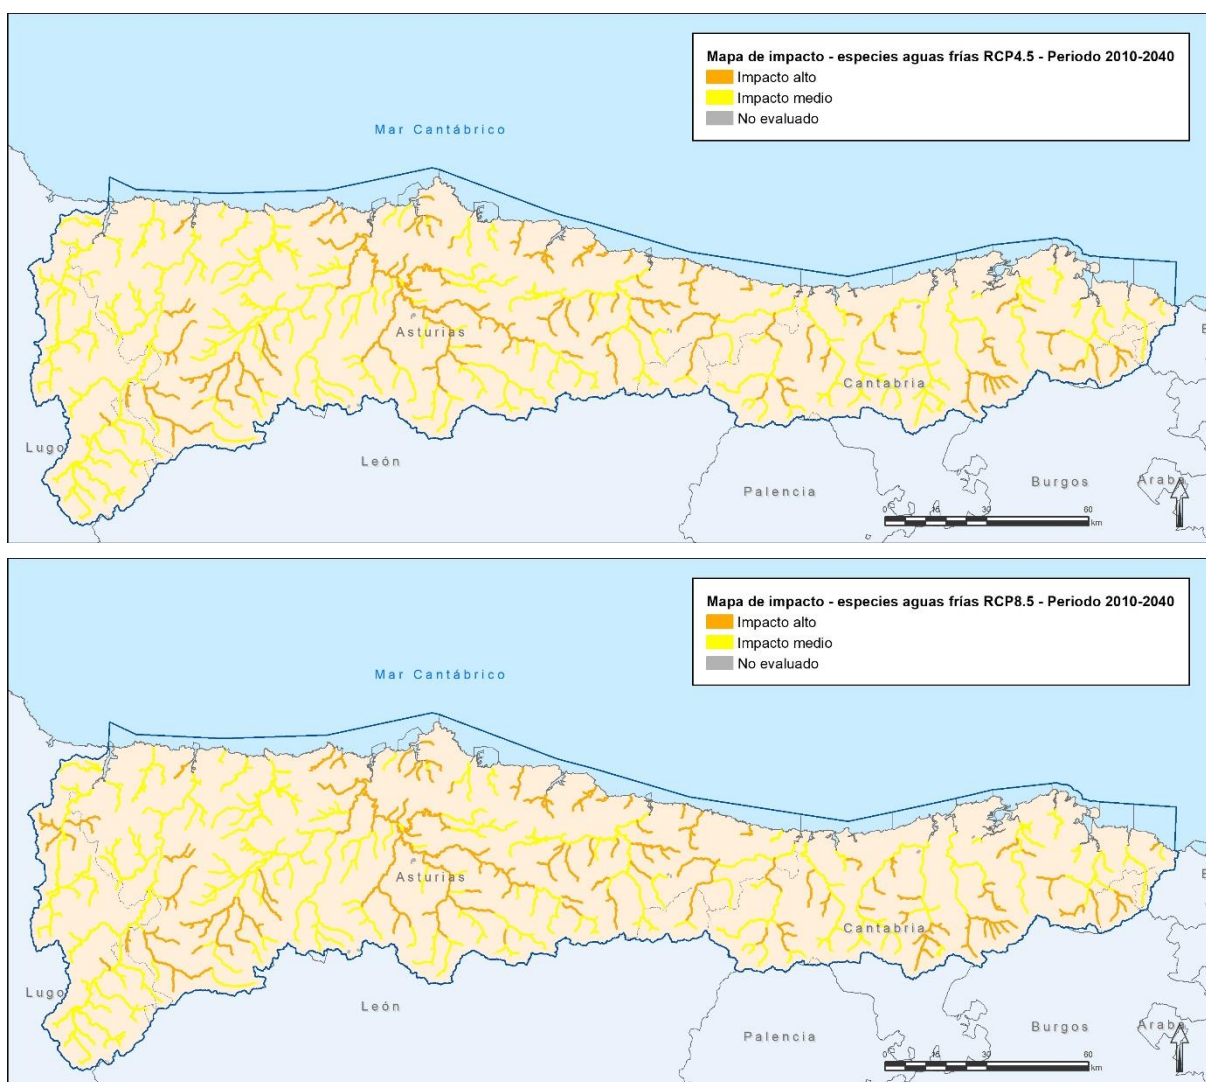 Mapa de impacto - especies aguas frías RCP4.5 - Periodo 2010-2040
Impacto alto
Impacto medio
No evaluado
Mar Cantábrico
Asturias
Cantabria
Lugo
León
Palencia
Burgos
Araba
E
0 15 30 60
km
Mapa de impacto - especies aguas frías RCP8.5 - Periodo 2010-2040
Impacto alto
Impacto medio
No evaluado
Mar Cantábrico
Asturias
Cantabria
Lugo
León
Palencia
Burgos
Araba
E
0 15 30 60
km